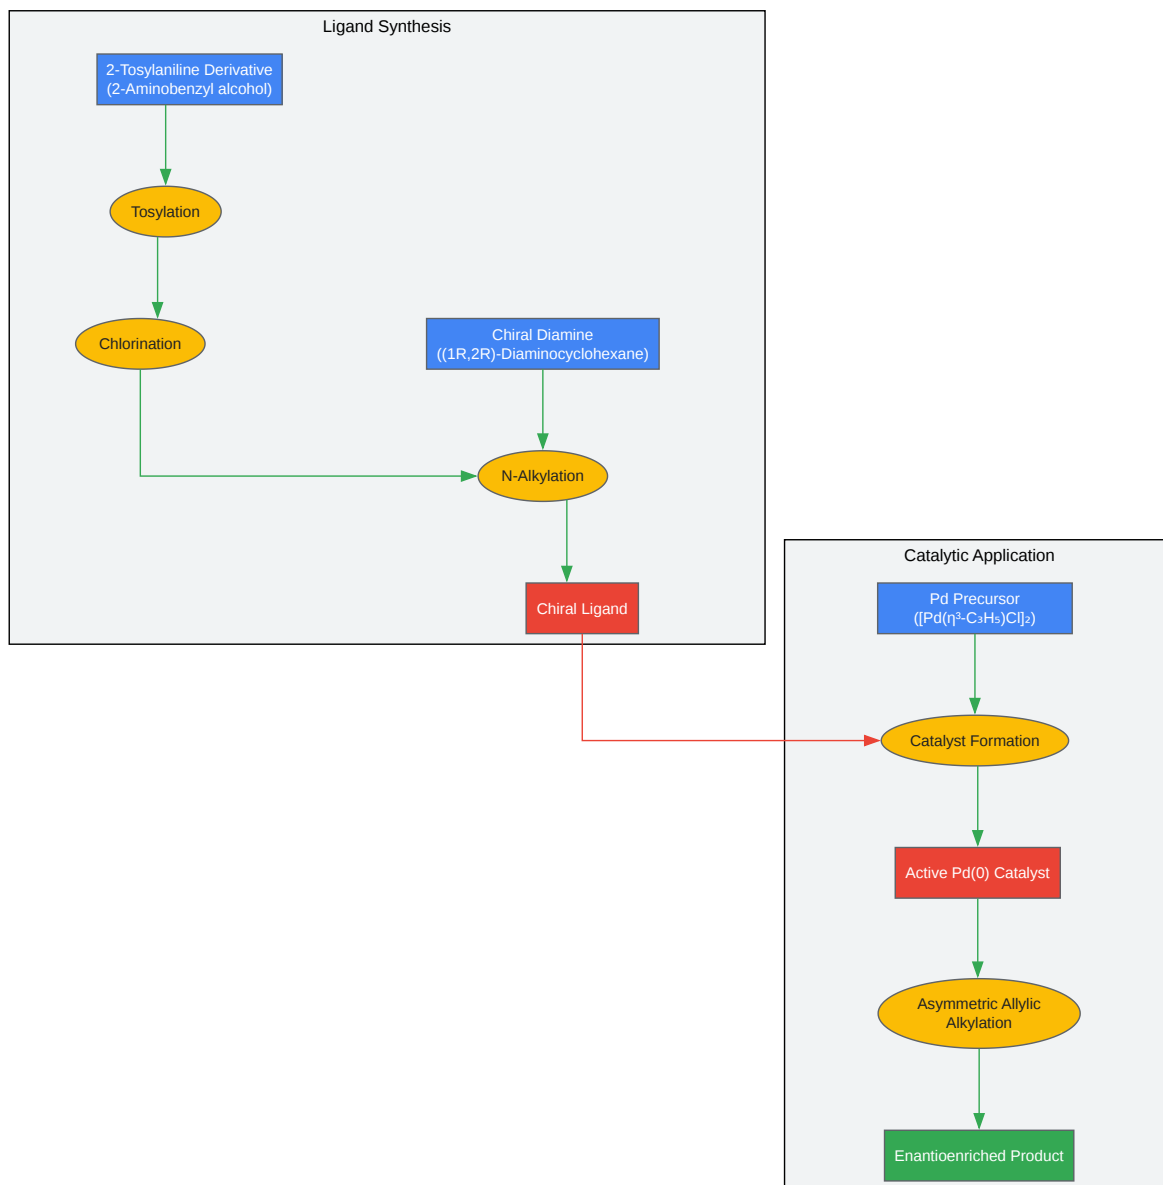 Ligand Synthesis
2-Tosylaniline Derivative
(2-Aminobenzyl alcohol)
Tosylation
Chlorination
Chiral Diamine
((1R,2R)-Diaminocyclohexane)
N-Alkylation
Chiral Ligand
Catalytic Application
Pd Precursor
([Pd(η³-C₃H₅)Cl]₂)
Catalyst Formation
Active Pd(0) Catalyst
Asymmetric Allylic
Alkylation
Enantioenriched Product